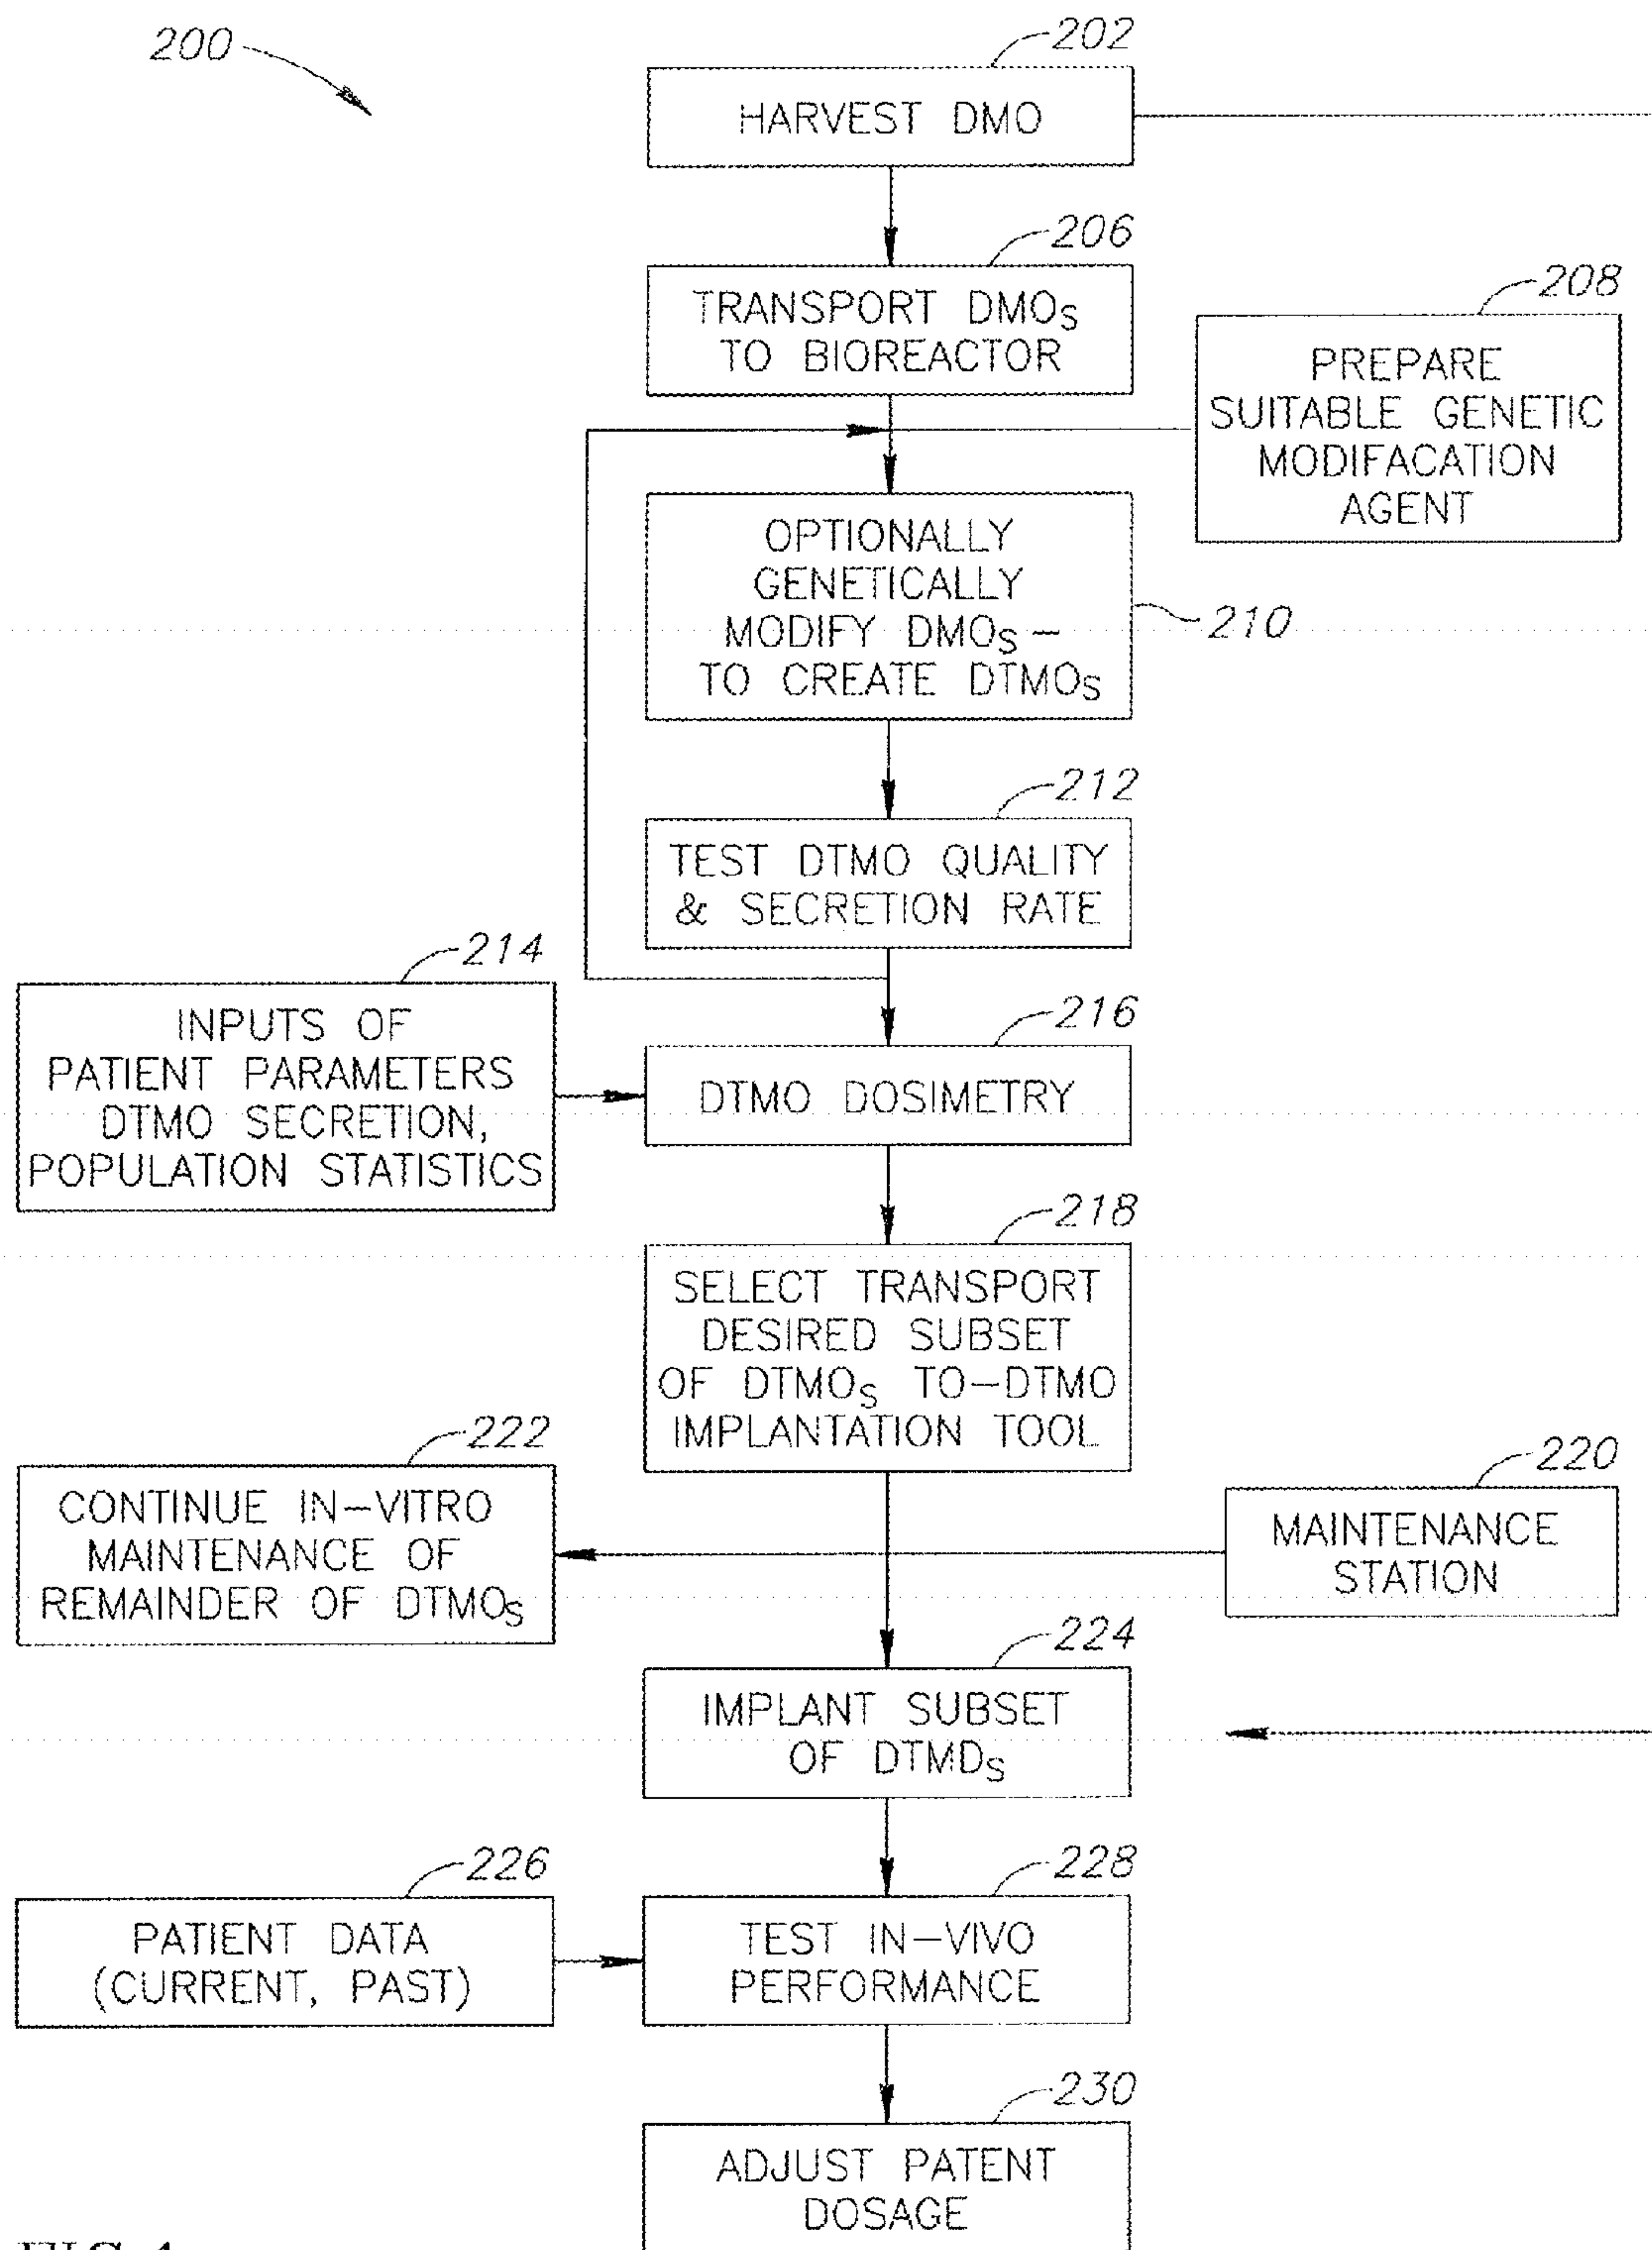 200
202
HARVEST DMO
206
TRANSPORT DMOs
TO BIOREACTOR
208
PREPARE
SUITABLE GENETIC
MODIFACATION
AGENT
OPTIONALLY
GENETICALLY
MODIFY DMOs–
TO CREATE DTMOs
210
212
TEST DTMO QUALITY
& SECRETION RATE
214
INPUTS OF
PATIENT PARAMETERS
DTMO SECRETION,
POPULATION STATISTICS
216
DTMO DOSIMETRY
218
SELECT TRANSPORT
DESIRED SUBSET
OF DTMOs TO–DTMO
IMPLANTATION TOOL
222
CONTINUE IN–VITRO
MAINTENANCE OF
REMAINDER OF DTMOs
220
MAINTENANCE
STATION
224
IMPLANT SUBSET
OF DTMDs
226
PATIENT DATA
(CURRENT, PAST)
228
TEST IN–VIVO
PERFORMANCE
230
ADJUST PATENT
DOSAGE